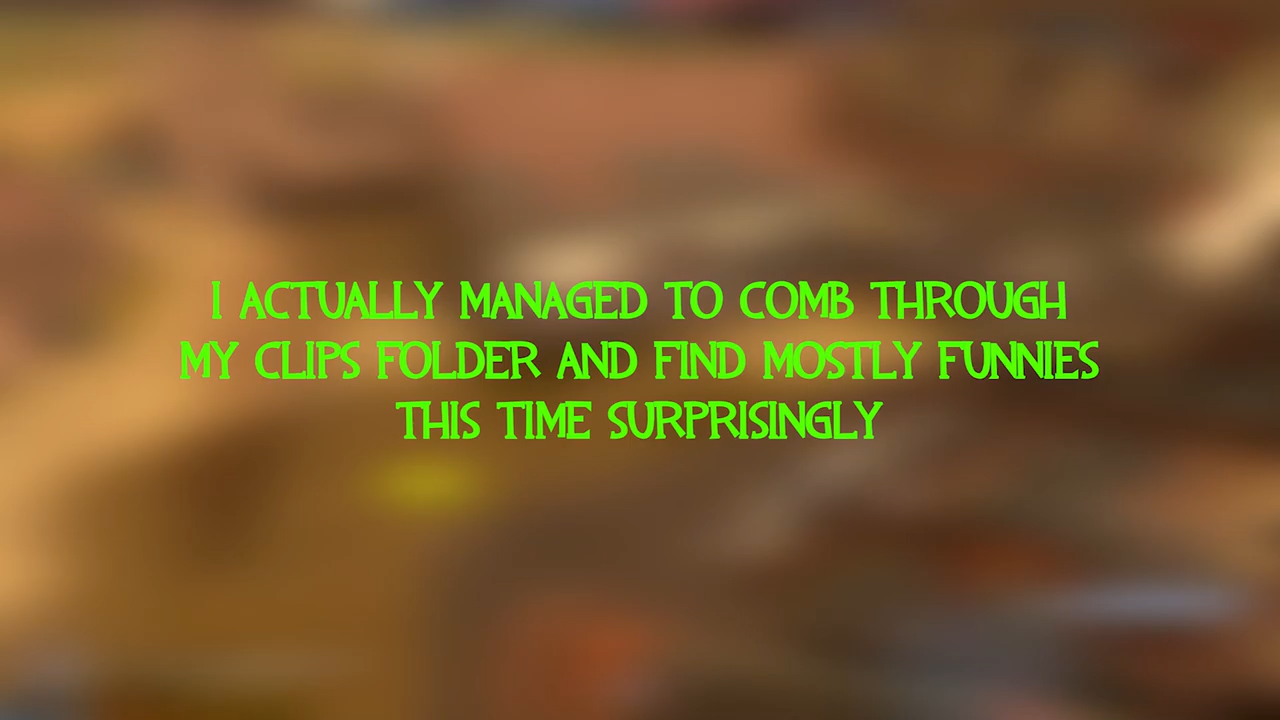 I ACTUALLY MANAGED TO COMB THROUGH
MY CLIPS FOLDER AND FIND MOSTLY FUNNIES
THIS TIME SURPRISINGLY